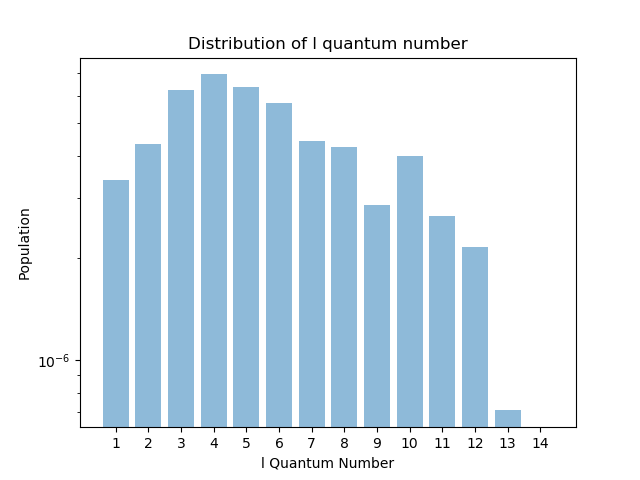 Distribution of l quantum number
Population
10⁻⁶
1 2 3 4 5 6 7 8 9 10 11 12 13 14
l Quantum Number